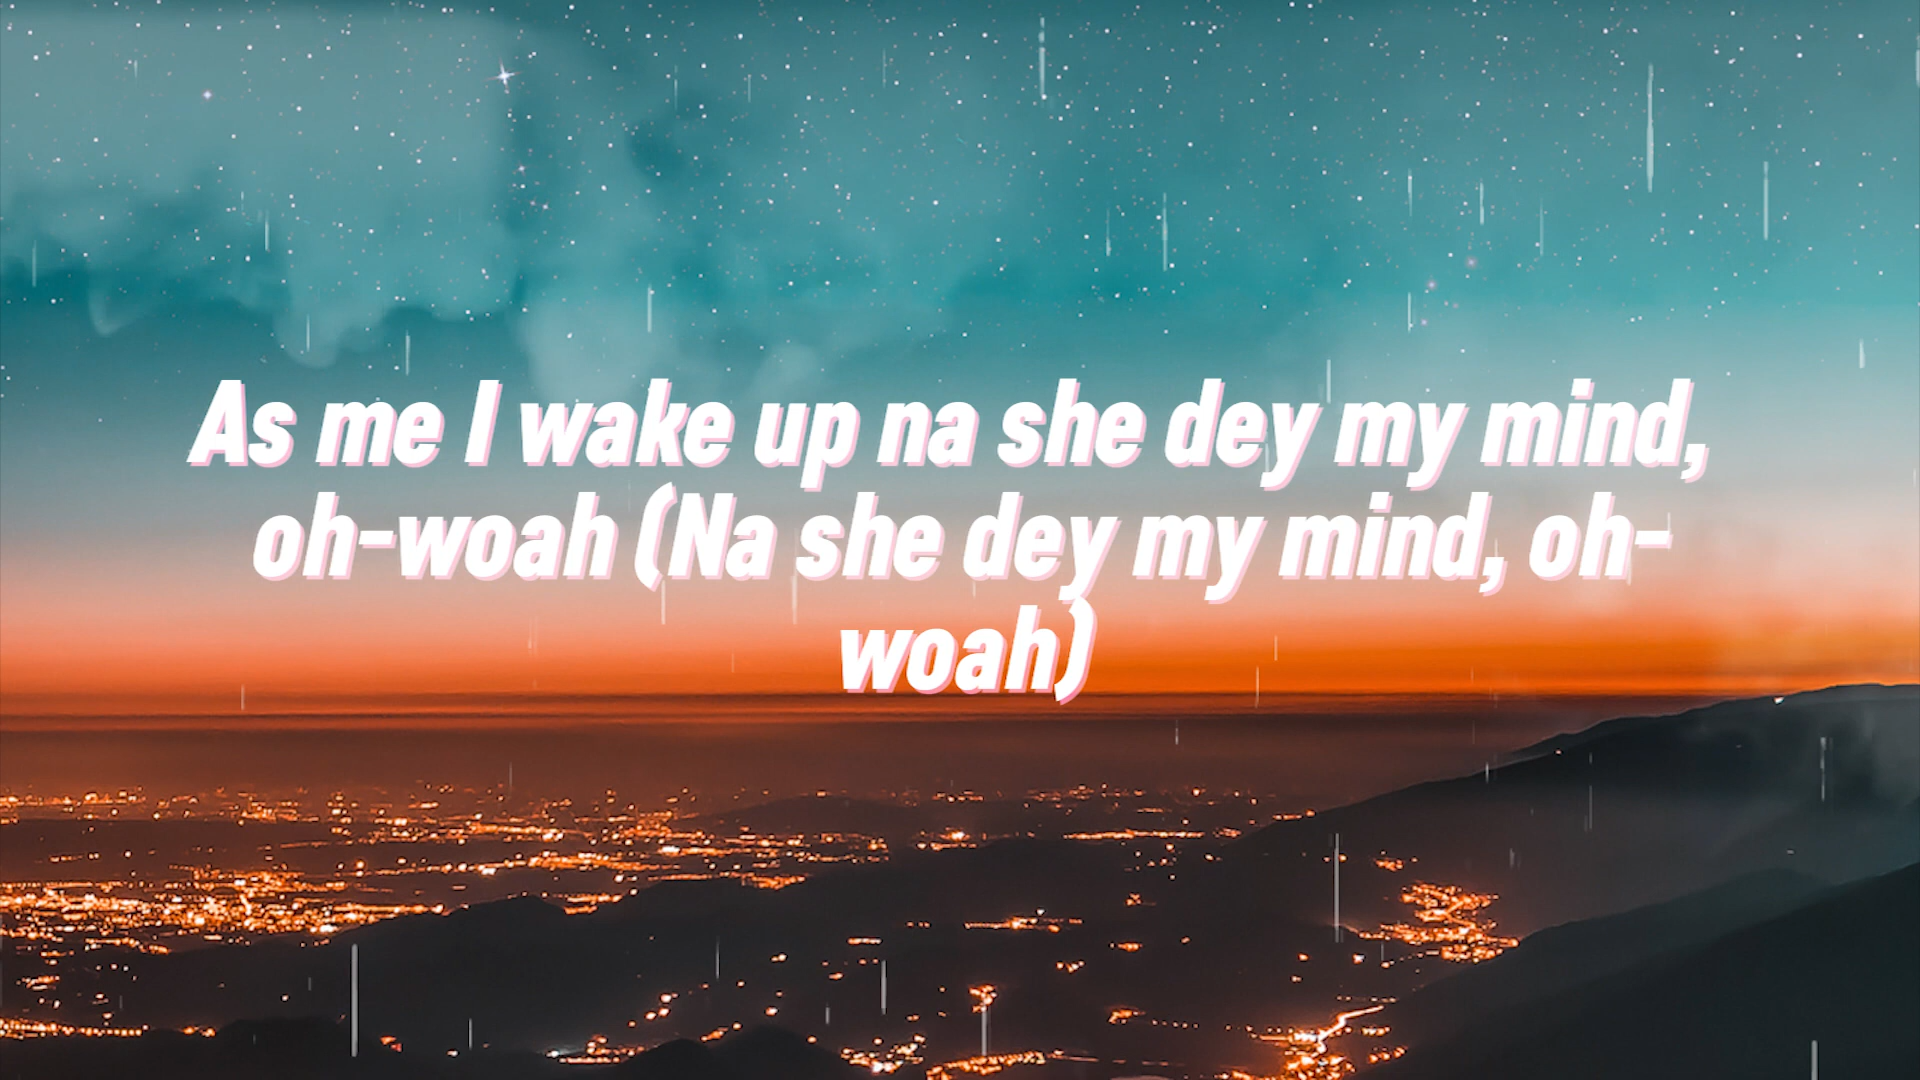 As me I wake up na she dey my mind,
oh-woah (Na she dey my mind, oh-
woah)